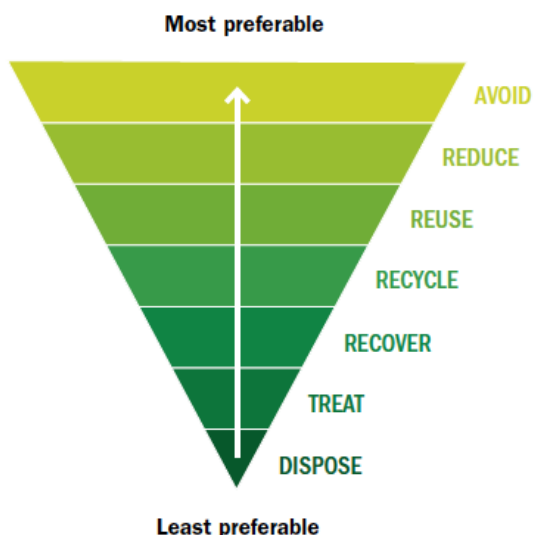 Most preferable
AVOID
REDUCE
REUSE
RECYCLE
RECOVER
TREAT
DISPOSE
Least preferable